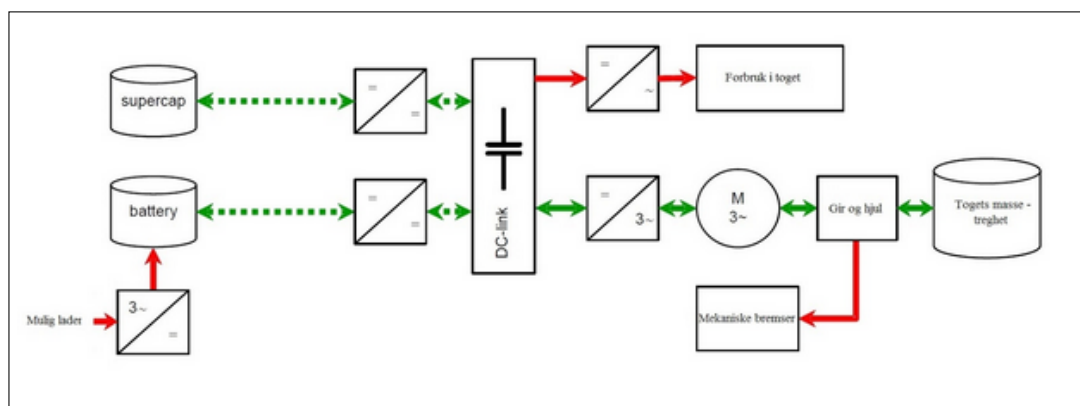 supercap
=
=
=
~
Forbruk i toget
DC-link
battery
=
=
=
3~
M
3~
Gir og hjul
Togets masse -
treghet
Mulig lader
3~
=
Mekaniske bremser